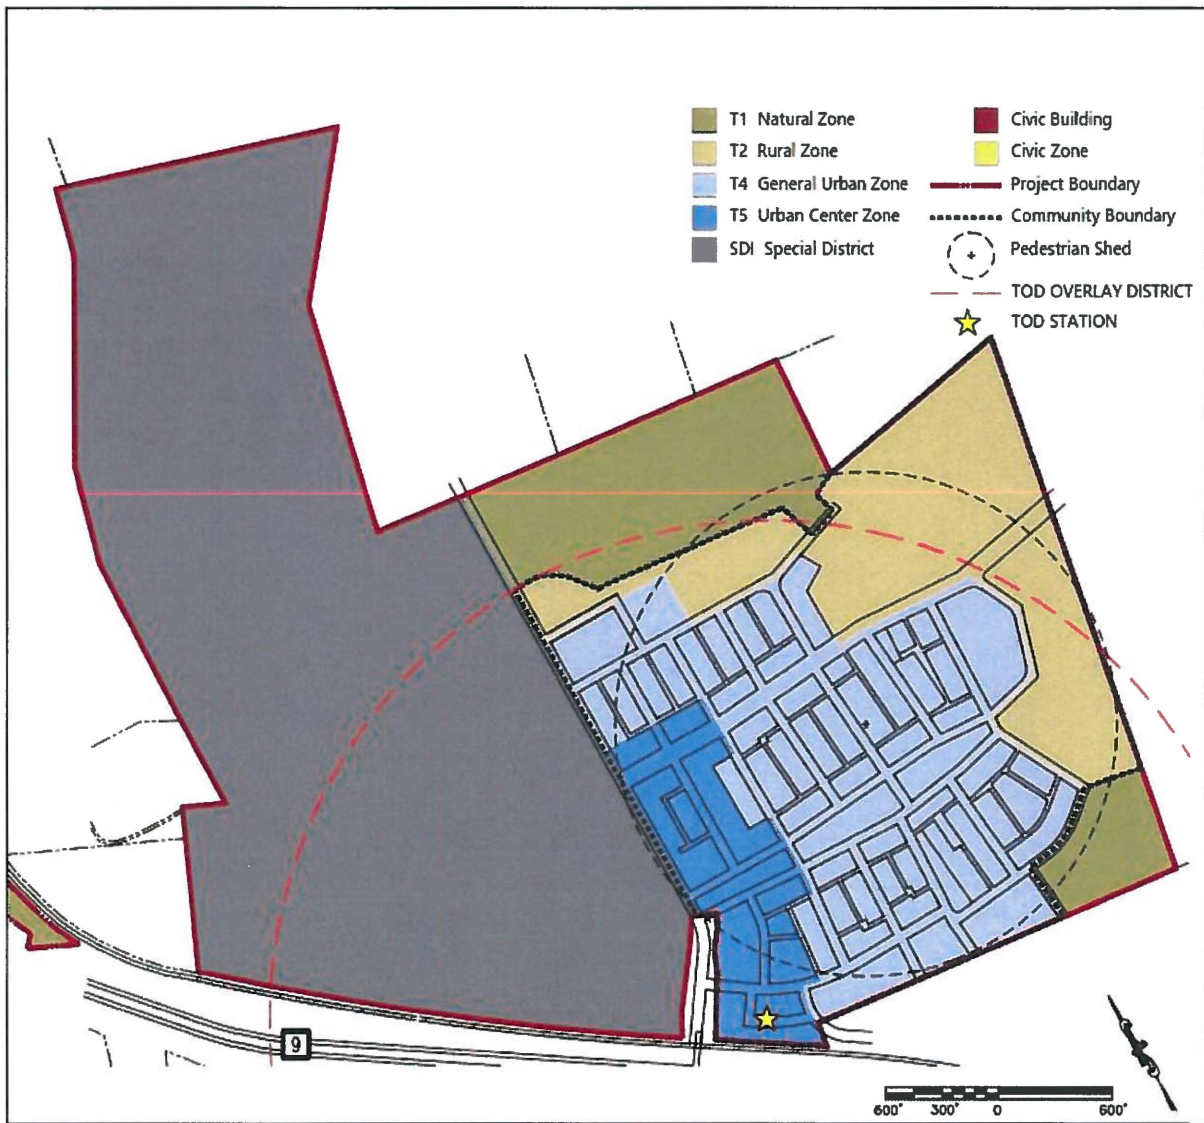 T1 Natural Zone
T2 Rural Zone
T4 General Urban Zone
T5 Urban Center Zone
SDI Special District
Civic Building
Civic Zone
Project Boundary
Community Boundary
Pedestrian Shed
TOD OVERLAY DISTRICT
TOD STATION
9
600' 300' 0 600'